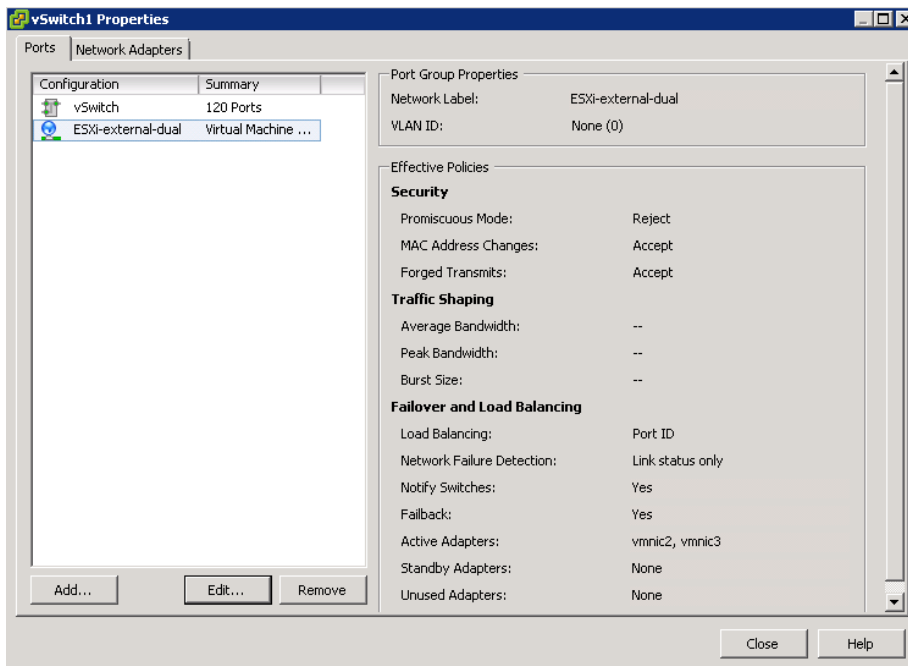 vSwitch1 Properties
Ports Network Adapters
Configuration Summary
vSwitch 120 Ports
ESXi-external-dual Virtual Machine ...
Add... Edit... Remove
Port Group Properties
Network Label: ESXi-external-dual
VLAN ID: None (0)
Effective Policies
Security
Promiscuous Mode: Reject
MAC Address Changes: Accept
Forged Transmits: Accept
Traffic Shaping
Average Bandwidth: --
Peak Bandwidth: --
Burst Size: --
Failover and Load Balancing
Load Balancing: Port ID
Network Failure Detection: Link status only
Notify Switches: Yes
Failback: Yes
Active Adapters: vmnic2, vmnic3
Standby Adapters: None
Unused Adapters: None
Close Help